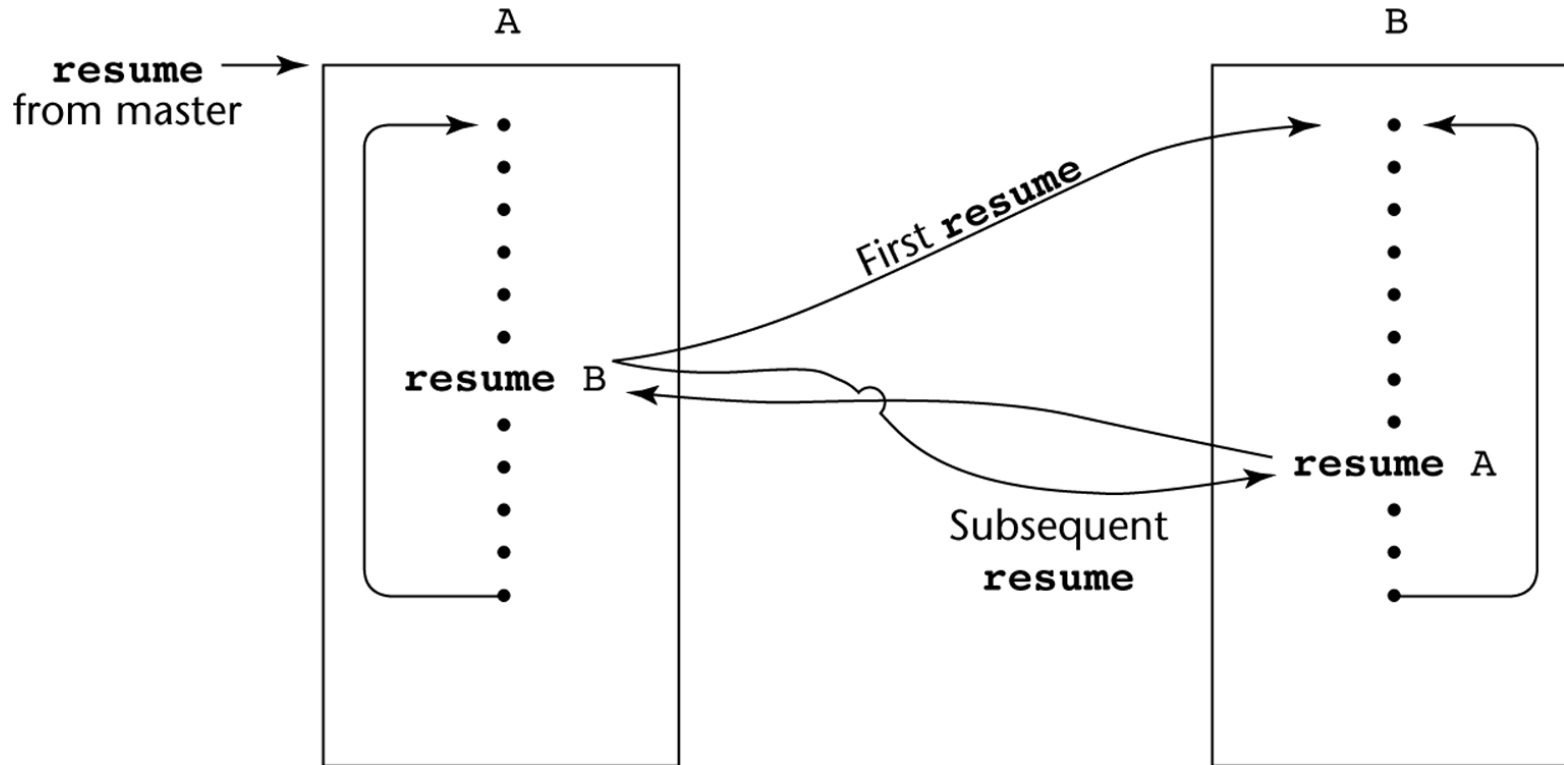 A
B
resume
from master
First resume
resume B
resume A
Subsequent
resume